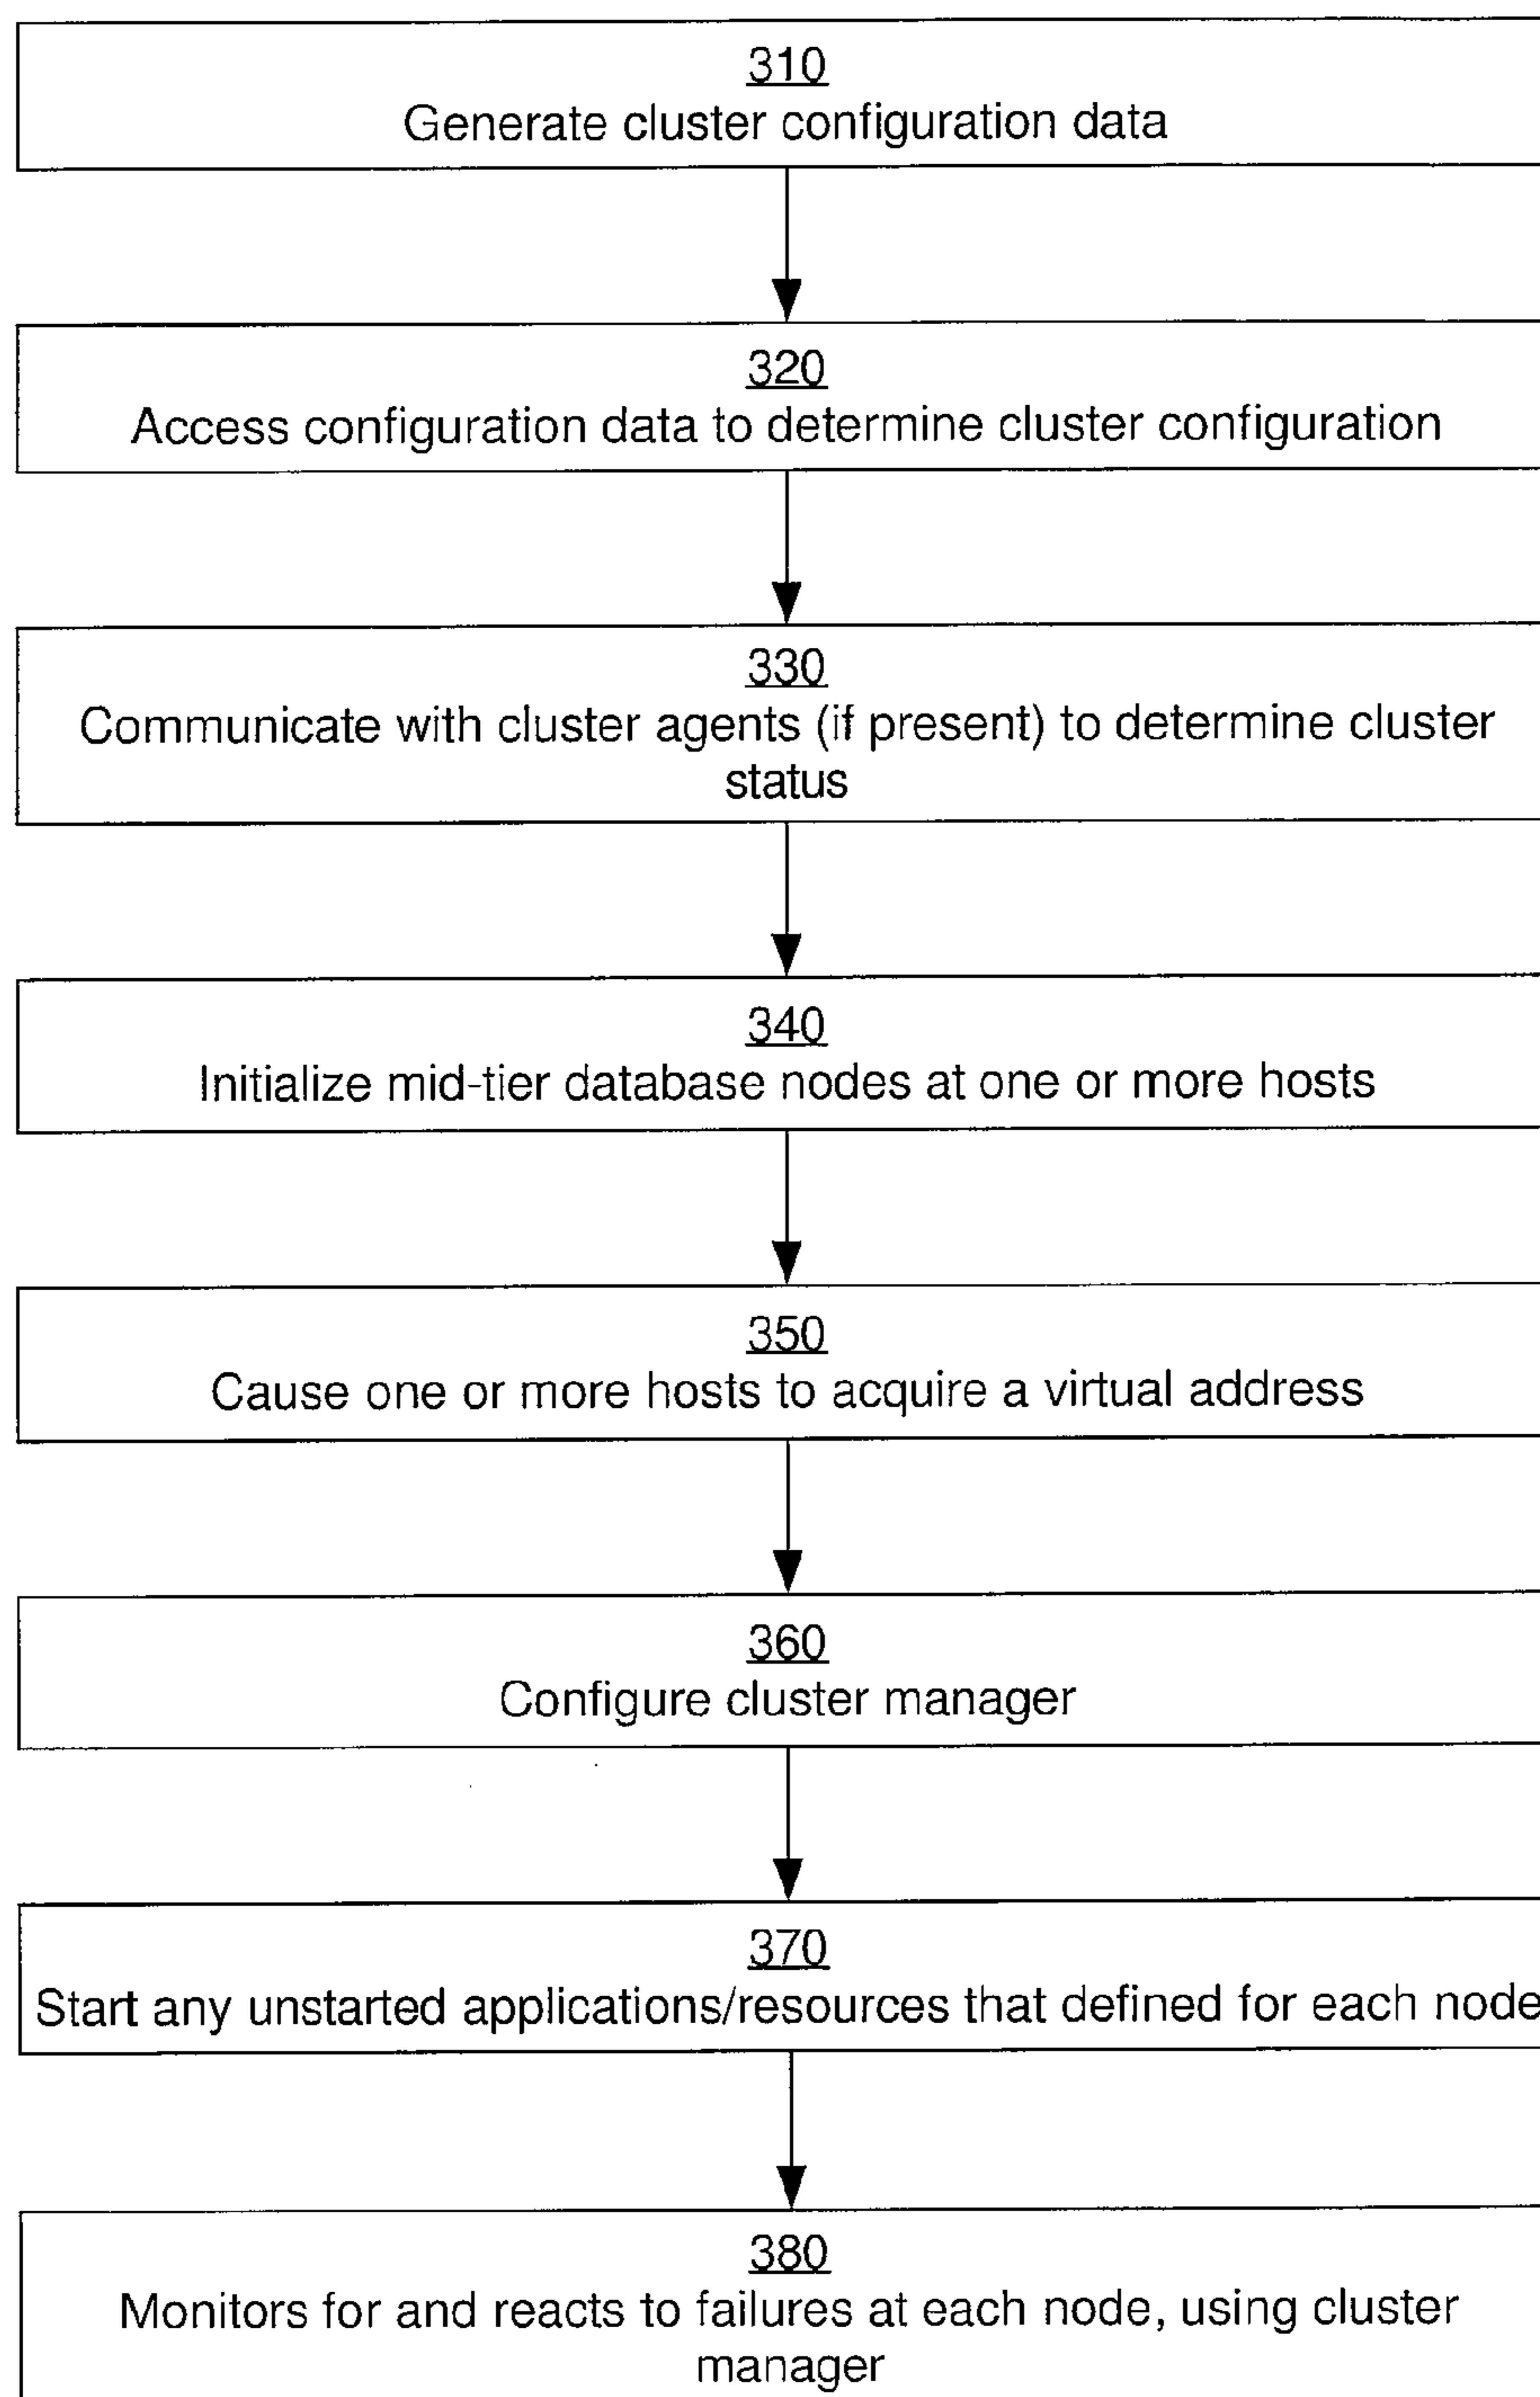 310
Generate cluster configuration data
320
Access configuration data to determine cluster configuration
330
Communicate with cluster agents (if present) to determine cluster
status
340
Initialize mid-tier database nodes at one or more hosts
350
Cause one or more hosts to acquire a virtual address
360
Configure cluster manager
370
Start any unstarted applications/resources that defined for each node
380
Monitors for and reacts to failures at each node, using cluster
manager